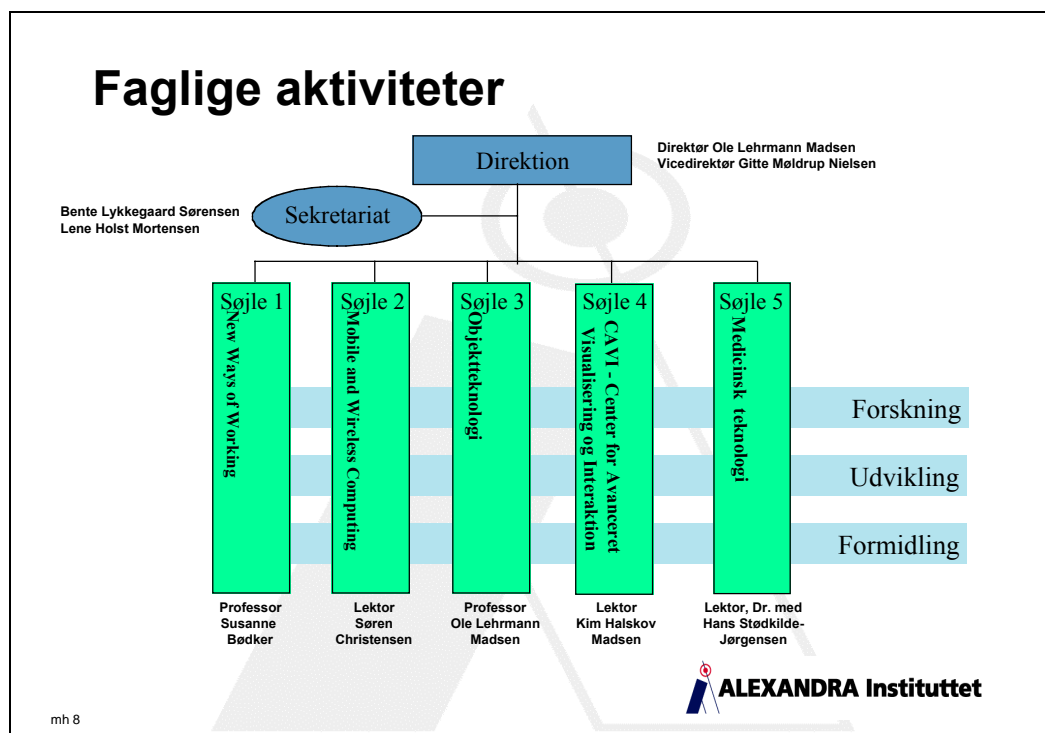 Faglige aktiviteter
Direktion
Direktør Ole Lehrmann Madsen
Vicedirektør Gitte Møldrup Nielsen
Bente Lykkegaard Sørensen
Lene Holst Mortensen
Sekretariat
Søjle 1
New Ways of Working
Søjle 2
Mobile and Wireless Computing
Søjle 3
Objektteknologi
Søjle 4
CAVI - Center for Avanceret
Visualisering og Interaktion
Søjle 5
Medicinsk teknologi
Forskning
Udvikling
Formidling
Professor
Susanne
Bødker
Lektor
Søren
Christensen
Professor
Ole Lehrmann
Madsen
Lektor
Kim Halskov
Madsen
Lektor, Dr. med
Hans Stødkilde-
Jørgensen
ALEXANDRA Instituttet
mh 8